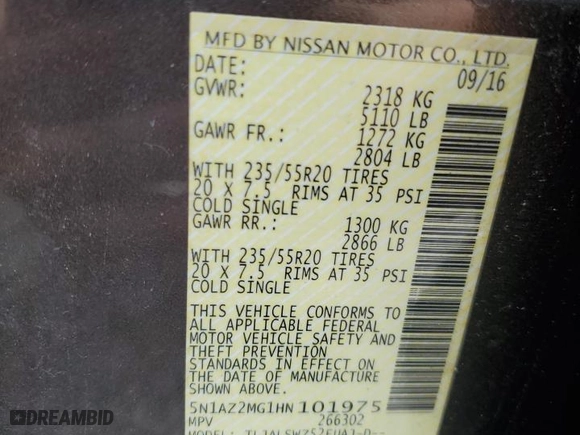 MFD BY NISSAN MOTOR CO., LTD.
DATE: 09/16
GVWR: 2318 KG
5110 LB
GAWR FR.: 1272 KG
2804 LB
WITH 235/55R20 TIRES
20 X 7.5 RIMS AT 35 PSI
COLD SINGLE
GAWR RR.: 1300 KG
2866 LB
WITH 235/55R20 TIRES
20 X 7.5 RIMS AT 35 PSI
COLD SINGLE
THIS VEHICLE CONFORMS TO
ALL APPLICABLE FEDERAL
MOTOR VEHICLE SAFETY AND
THEFT PREVENTION
STANDARDS IN EFFECT ON
THE DATE OF MANUFACTURE
SHOWN ABOVE.
5N1AZ2MG1HN101975
MPV 266302
MODEL:
DREAMBID